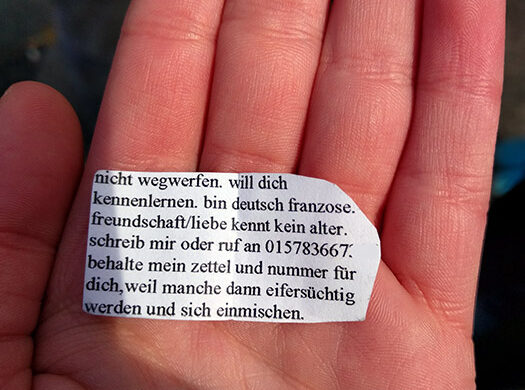 nicht wegwerfen. will dich
kennenlernen. bin deutsch franzose.
freundschaft/liebe kennt kein alter.
schreib mir oder ruf an 015783667
behalte mein zettel und nummer für
dich,weil manche dann eifersüchtig
werden und sich einmischen.